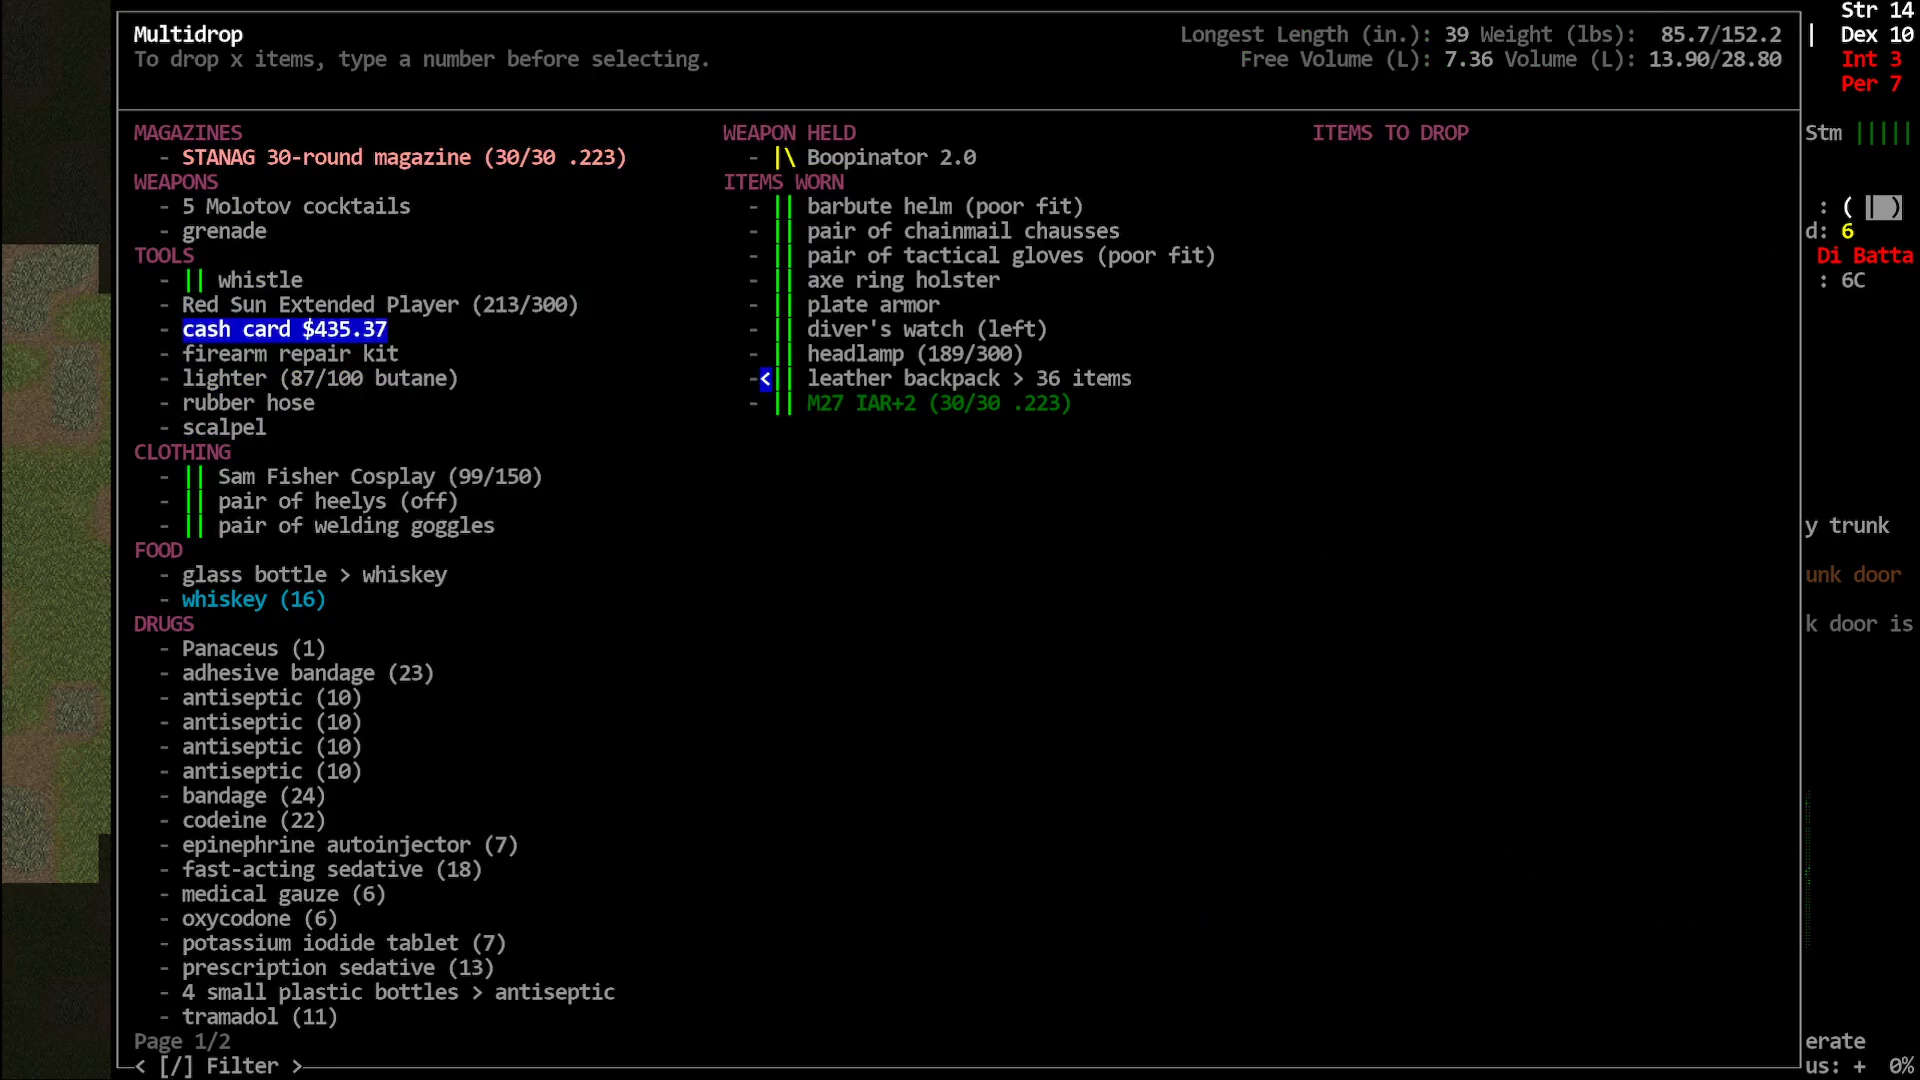 Multidrop
To drop x items, type a number before selecting.
Longest Length (in.): 39 Weight (lbs): 85.7/152.2
Free Volume (L): 7.36 Volume (L): 13.90/28.80
MAGAZINES
- STANAG 30-round magazine (30/30 .223)
WEAPONS
- 5 Molotov cocktails
- grenade
TOOLS
- || whistle
- Red Sun Extended Player (213/300)
- cash card $435.37
- firearm repair kit
- lighter (87/100 butane)
- rubber hose
- scalpel
CLOTHING
- || Sam Fisher Cosplay (99/150)
- || pair of heelys (off)
- || pair of welding goggles
FOOD
- glass bottle > whiskey
- whiskey (16)
DRUGS
- Panaceus (1)
- adhesive bandage (23)
- antiseptic (10)
- antiseptic (10)
- antiseptic (10)
- antiseptic (10)
- bandage (24)
- codeine (22)
- epinephrine autoinjector (7)
- fast-acting sedative (18)
- medical gauze (6)
- oxycodone (6)
- potassium iodide tablet (7)
- prescription sedative (13)
- 4 small plastic bottles > antiseptic
- tramadol (11)
Page 1/2
< [/] Filter >
WEAPON HELD
- |\ Boopinator 2.0
ITEMS WORN
- || barbute helm (poor fit)
- || pair of chainmail chausses
- || pair of tactical gloves (poor fit)
- || axe ring holster
- || plate armor
- || diver's watch (left)
- || headlamp (189/300)
-< || leather backpack > 36 items
- || M27 IAR+2 (30/30 .223)
ITEMS TO DROP
Str 14
| Dex 10
Int 3
Per 7
Stm |||||
: ( | )
d: 6
Di Batta
: 6C
y trunk
unk door
k door is
erate
us: + 0%